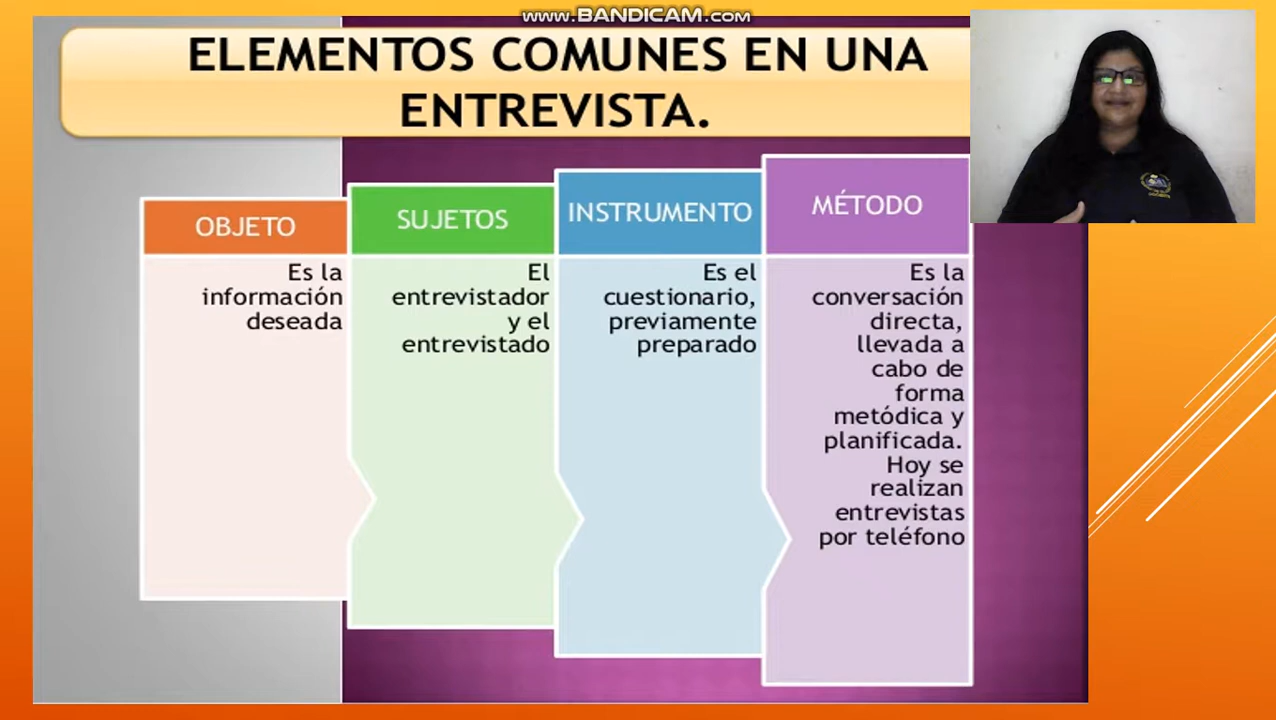 www.BANDICAM.com
ELEMENTOS COMUNES EN UNA
ENTREVISTA.
OBJETO
Es la
información
deseada
SUJETOS
El
entrevistador
y el
entrevistado
INSTRUMENTO
Es el
cuestionario,
previamente
preparado
MÉTODO
Es la
conversación
directa,
llevada a
cabo de
forma
metódica y
planificada.
Hoy se
realizan
entrevistas
por teléfono